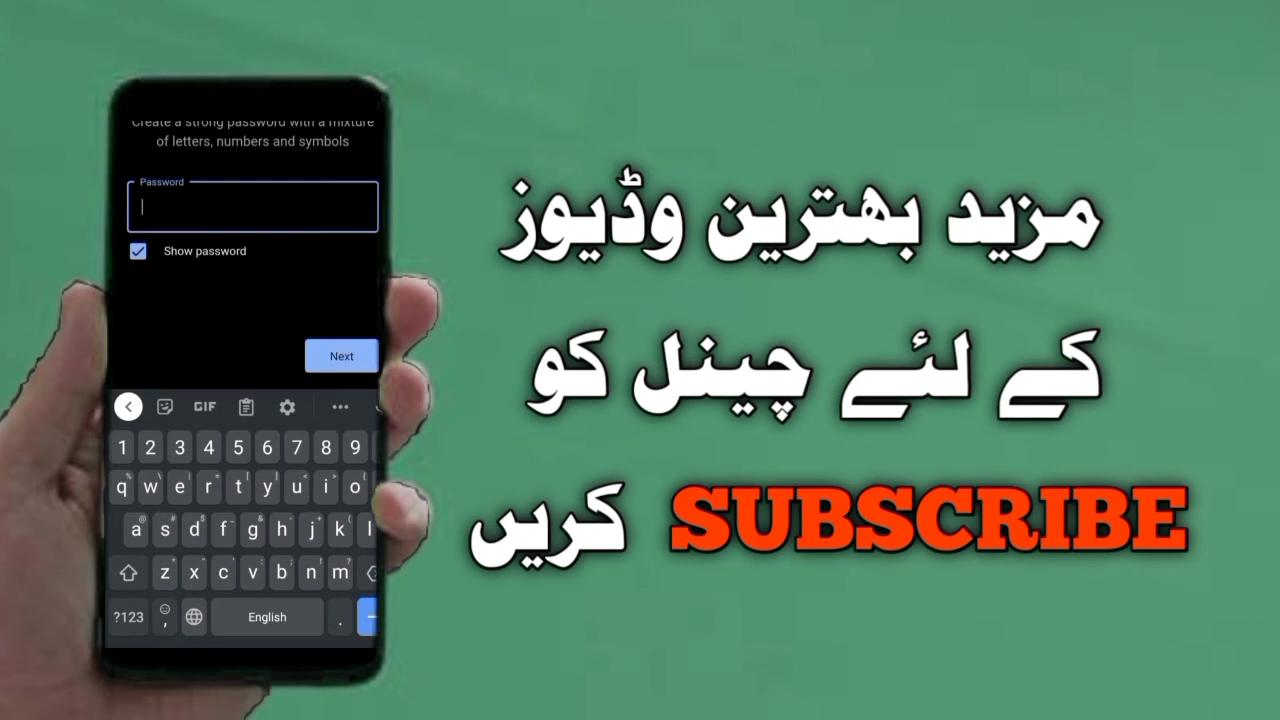 Create a strong password with a mixture
of letters, numbers and symbols
Password
Show password
Next
GIF
1 2 3 4 5 6 7 8 9
q w e r t y u i o
a s d f g h j k l
z x c v b n m
?123 , English .
مزید بہترین وڈیوز
کے لئے چینل کو
SUBSCRIBE کریں